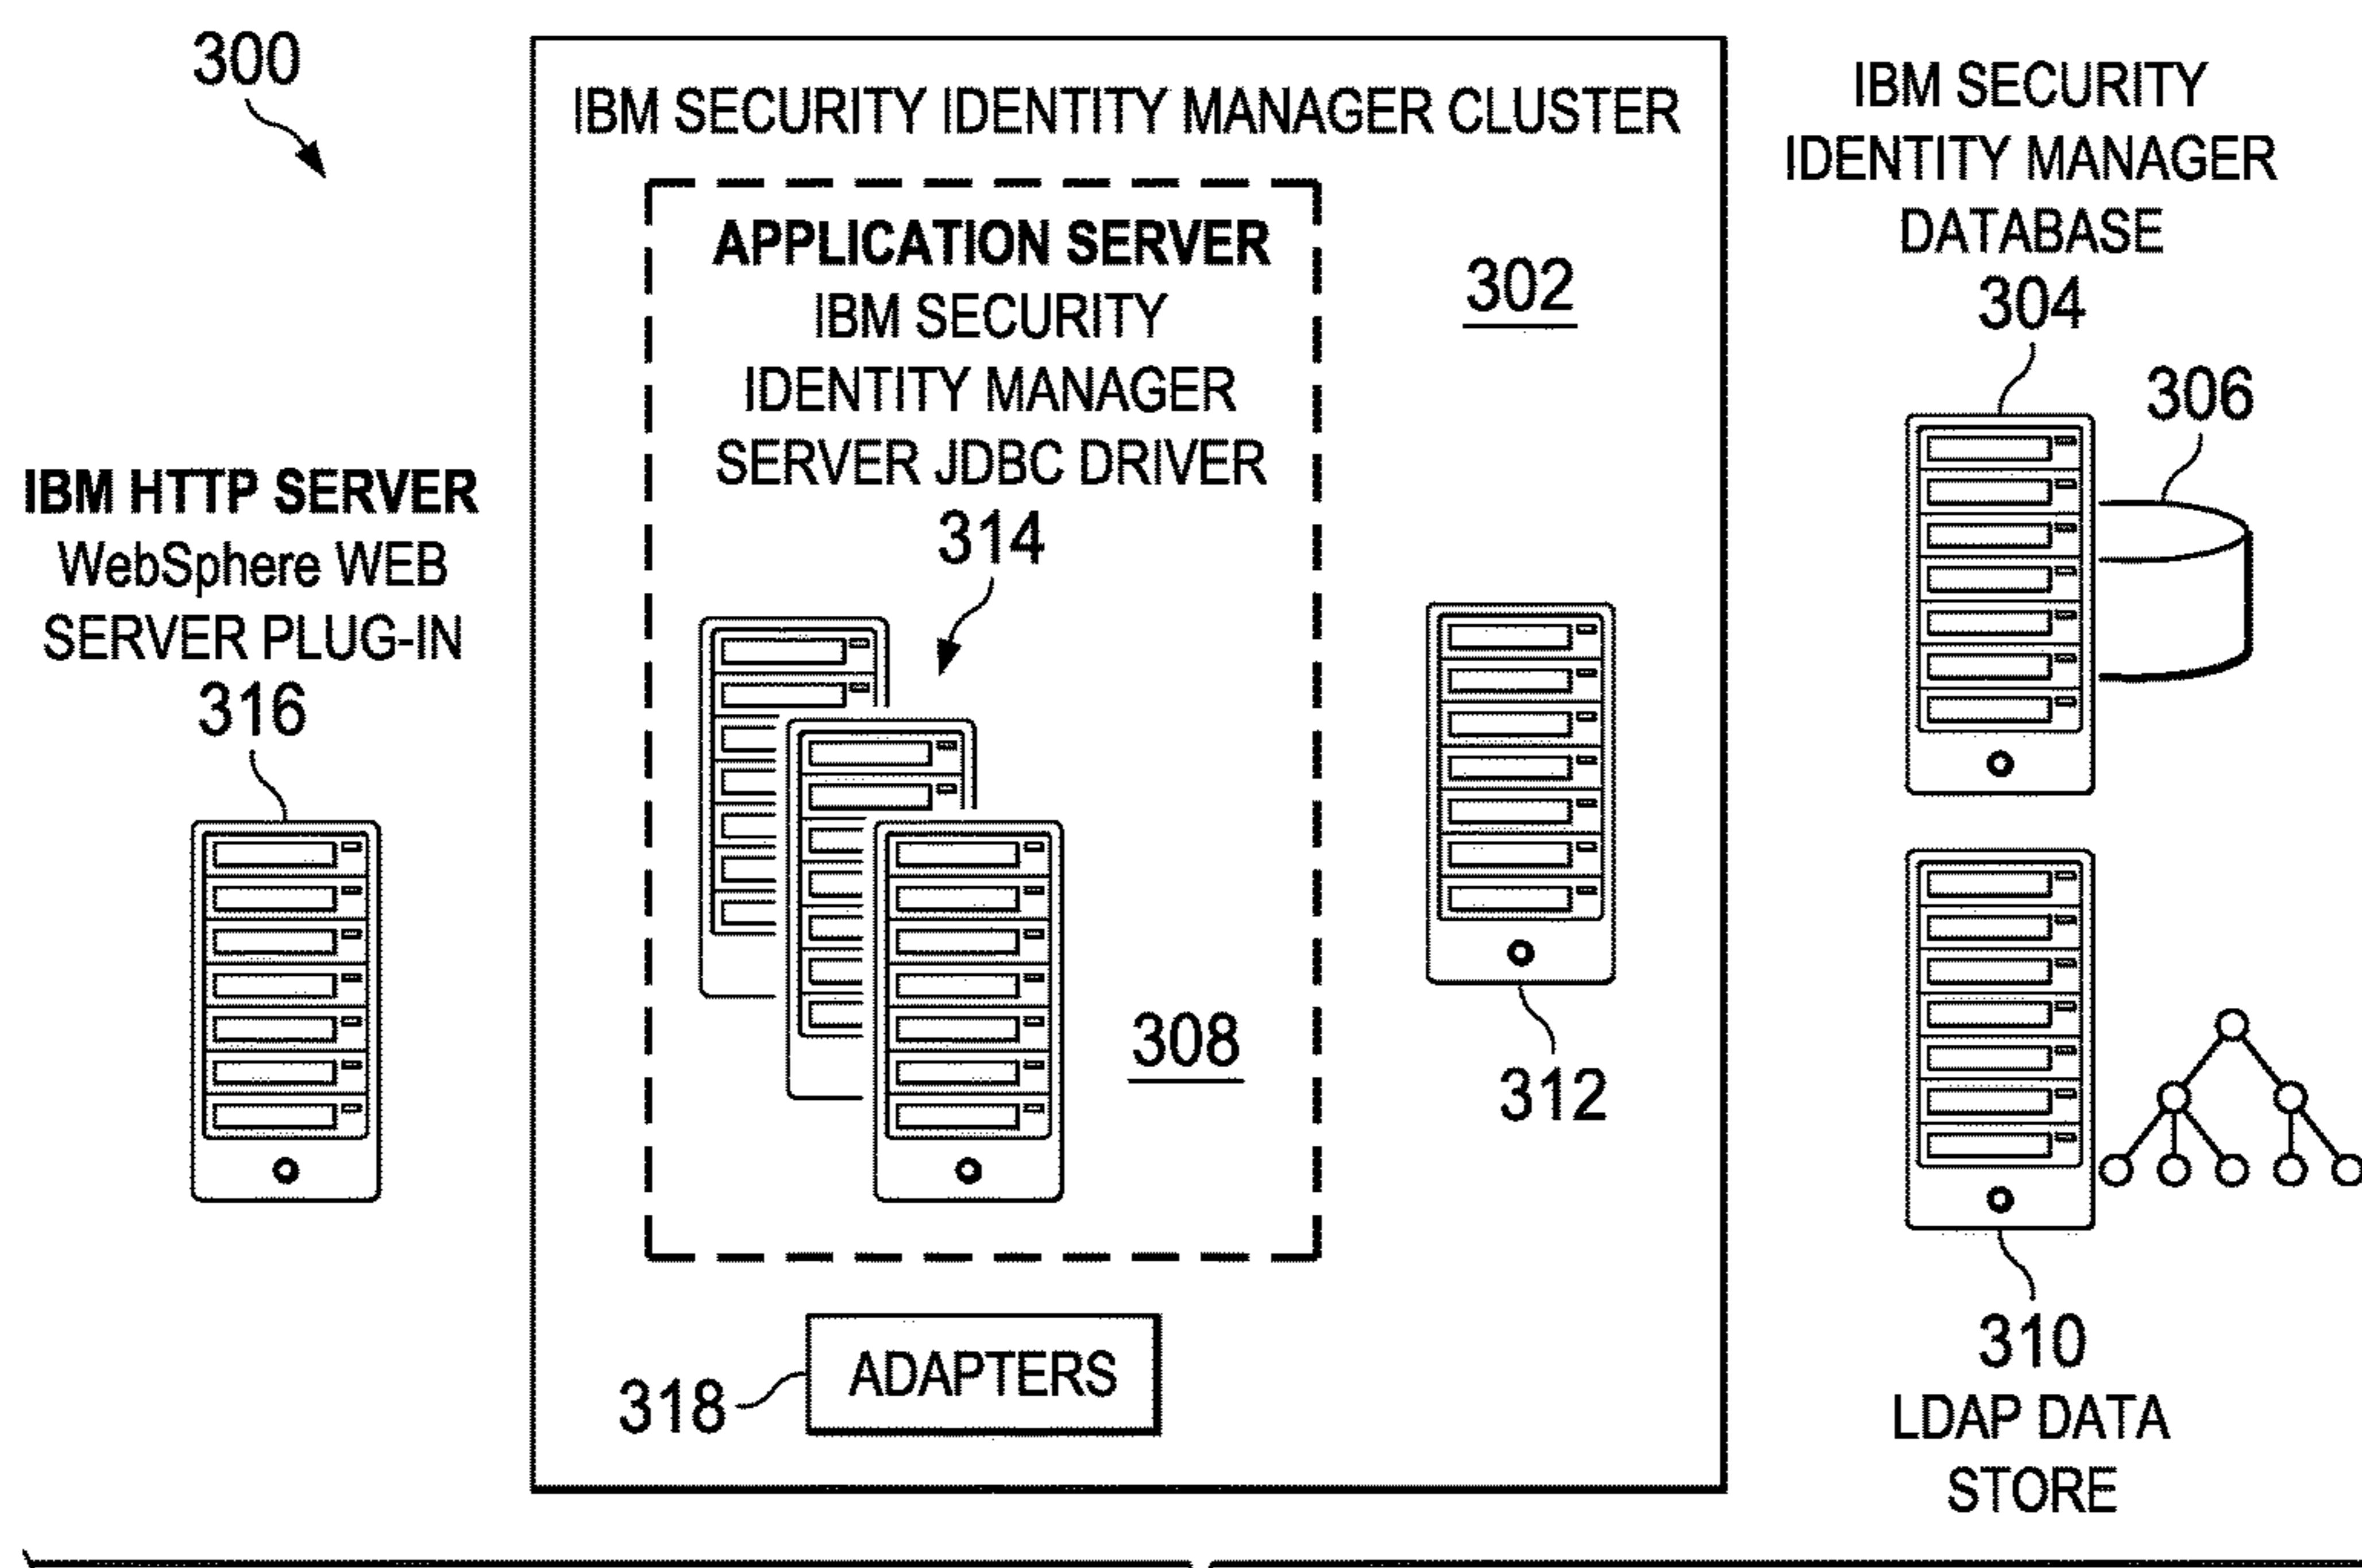 300
IBM SECURITY IDENTITY MANAGER CLUSTER
APPLICATION SERVER
IBM SECURITY
IDENTITY MANAGER
SERVER JDBC DRIVER
314
302
308
312
318
ADAPTERS
IBM HTTP SERVER
WebSphere WEB
SERVER PLUG-IN
316
IBM SECURITY
IDENTITY MANAGER
DATABASE
304
306
310
LDAP DATA
STORE